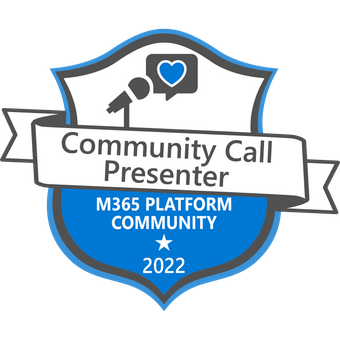 Community Call
Presenter
M365 PLATFORM
COMMUNITY
2022